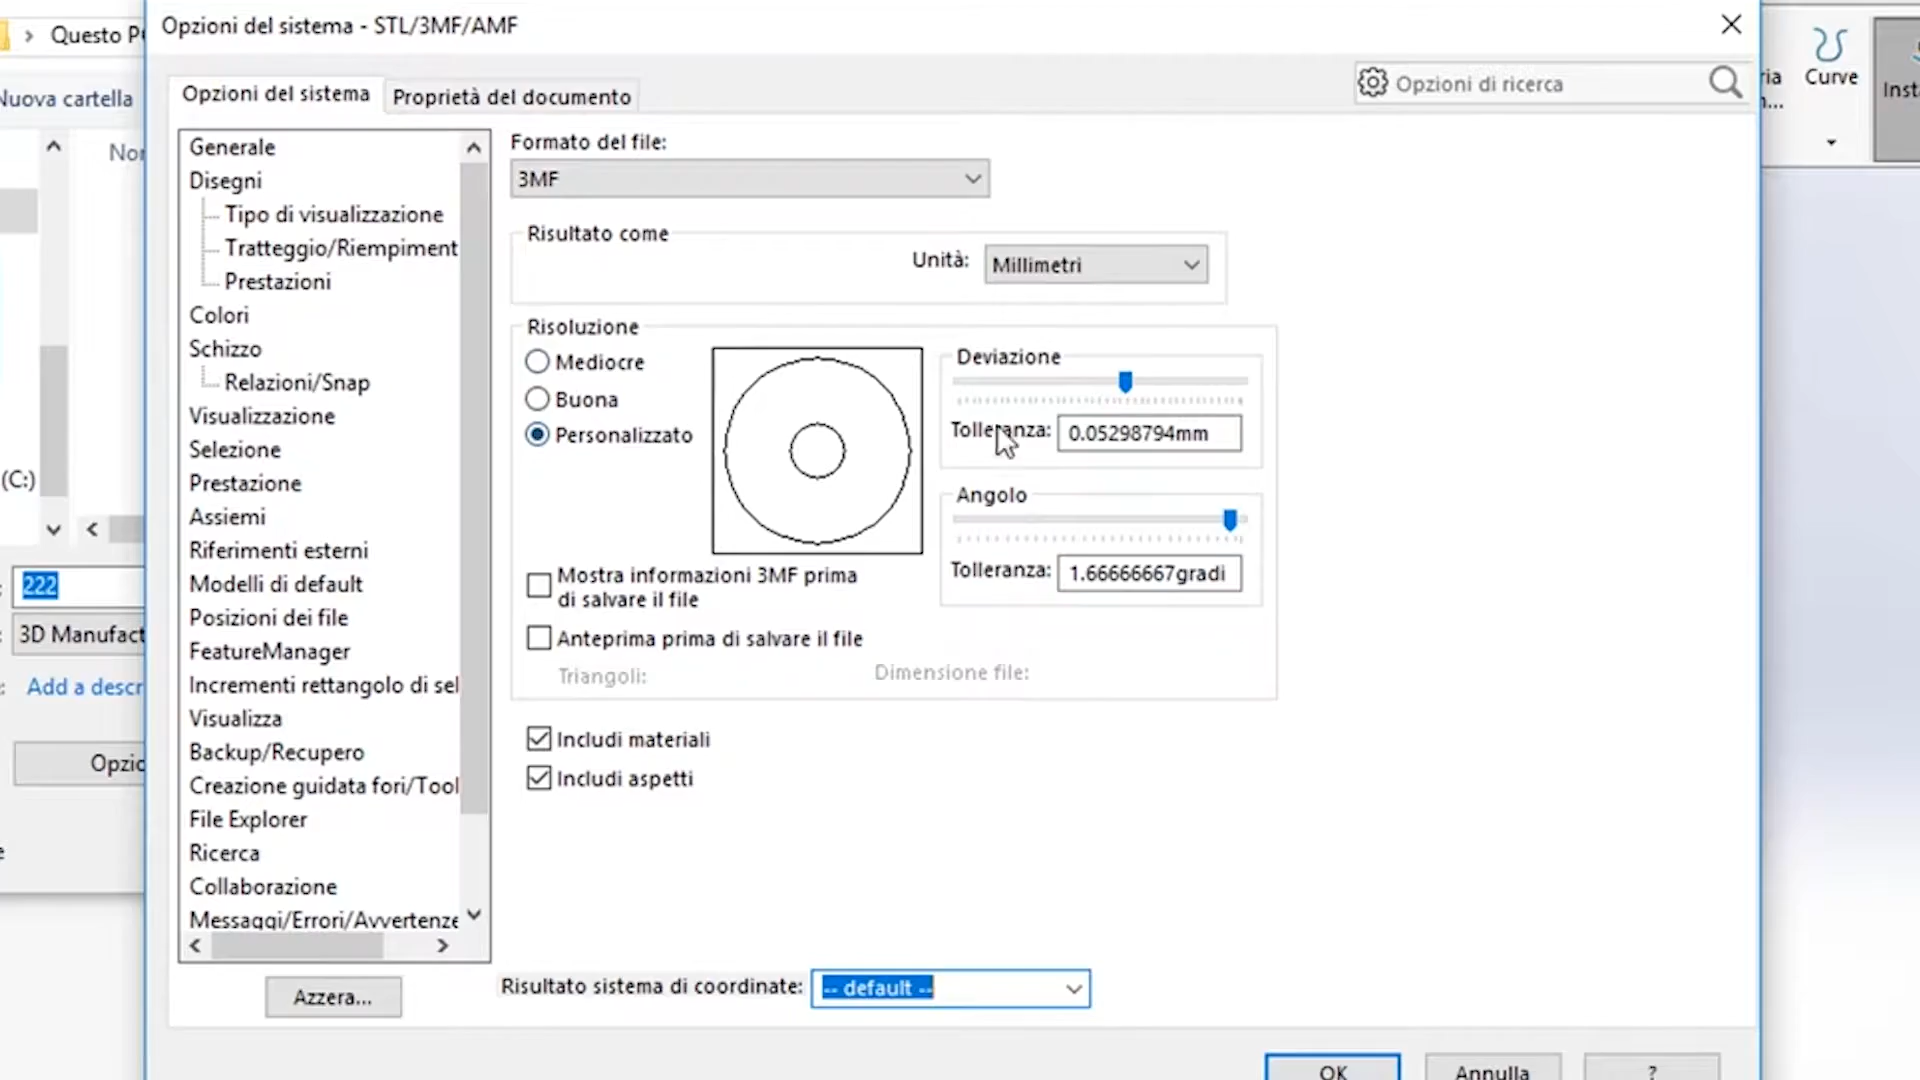 Opzioni del sistema - STL/3MF/AMF
Questo P
Nuova cartella
Curve
Opzioni del sistema
Proprietà del documento
Opzioni di ricerca
Generale
Disegni
Tipo di visualizzazione
Tratteggio/Riempiment
Prestazioni
Colori
Schizzo
Relazioni/Snap
Visualizzazione
Selezione
Prestazione
Assiemi
Riferimenti esterni
Modelli di default
Posizioni dei file
FeatureManager
Incrementi rettangolo di sel
Visualizza
Backup/Recupero
Creazione guidata fori/Tool
File Explorer
Ricerca
Collaborazione
Messaggi/Errori/Avvertenze
Azzera...
Formato del file:
3MF
Risultato come
Unità: Millimetri
Risoluzione
Mediocre
Buona
Personalizzato
Deviazione
Tolleranza: 0.05298794mm
Angolo
Tolleranza: 1.66666667gradi
Mostra informazioni 3MF prima
di salvare il file
Anteprima prima di salvare il file
Triangoli: Dimensione file:
Includi materiali
Includi aspetti
Risultato sistema di coordinate: -- default --
OK
Annulla
?
(C:)
222
3D Manufact
Add a descr
Opzio